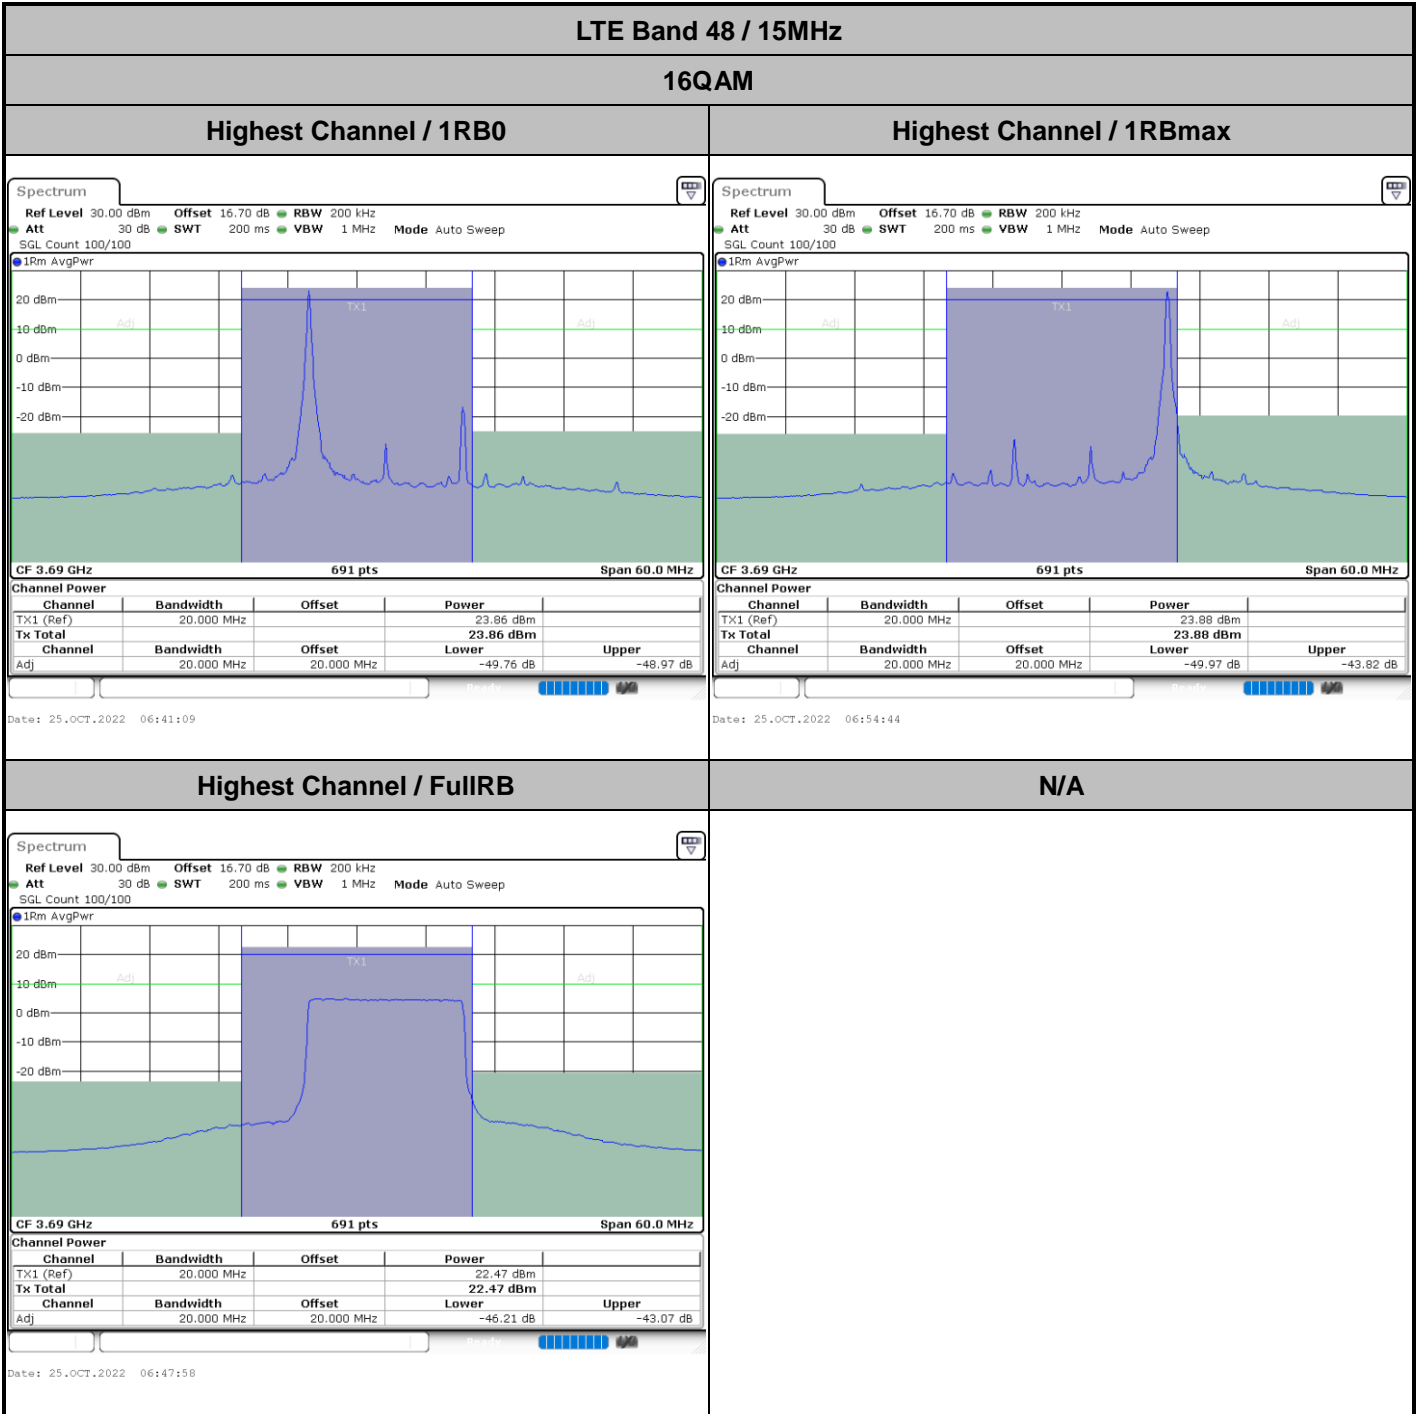 LTE Band 48 / 15MHz
16QAM
Highest Channel / 1RB0
Highest Channel / 1RBmax
Spectrum
Ref Level 30.00 dBm Offset 16.70 dB RBW 200 kHz
Att 30 dB SWT 200 ms VBW 1 MHz Mode Auto Sweep
SGL Count 100/100
1Rm AvgPwr
TX1
Adj
Adj
20 dBm
10 dBm
0 dBm
-10 dBm
-20 dBm
CF 3.69 GHz 691 pts Span 60.0 MHz
Channel Power
Channel Bandwidth Offset Power
TX1 (Ref) 20.000 MHz 23.86 dBm
Tx Total 23.86 dBm
Channel Bandwidth Offset Lower Upper
Adj 20.000 MHz 20.000 MHz -49.76 dB -48.97 dB
Ready
Date: 25.OCT.2022 06:41:09
Spectrum
Ref Level 30.00 dBm Offset 16.70 dB RBW 200 kHz
Att 30 dB SWT 200 ms VBW 1 MHz Mode Auto Sweep
SGL Count 100/100
1Rm AvgPwr
TX1
Adj
Adj
20 dBm
10 dBm
0 dBm
-10 dBm
-20 dBm
CF 3.69 GHz 691 pts Span 60.0 MHz
Channel Power
Channel Bandwidth Offset Power
TX1 (Ref) 20.000 MHz 23.88 dBm
Tx Total 23.88 dBm
Channel Bandwidth Offset Lower Upper
Adj 20.000 MHz 20.000 MHz -49.97 dB -43.82 dB
Ready
Date: 25.OCT.2022 06:54:44
Highest Channel / FullRB
N/A
Spectrum
Ref Level 30.00 dBm Offset 16.70 dB RBW 200 kHz
Att 30 dB SWT 200 ms VBW 1 MHz Mode Auto Sweep
SGL Count 100/100
1Rm AvgPwr
TX1
Adj
Adj
20 dBm
10 dBm
0 dBm
-10 dBm
-20 dBm
CF 3.69 GHz 691 pts Span 60.0 MHz
Channel Power
Channel Bandwidth Offset Power
TX1 (Ref) 20.000 MHz 22.47 dBm
Tx Total 22.47 dBm
Channel Bandwidth Offset Lower Upper
Adj 20.000 MHz 20.000 MHz -46.21 dB -43.07 dB
Ready
Date: 25.OCT.2022 06:47:58